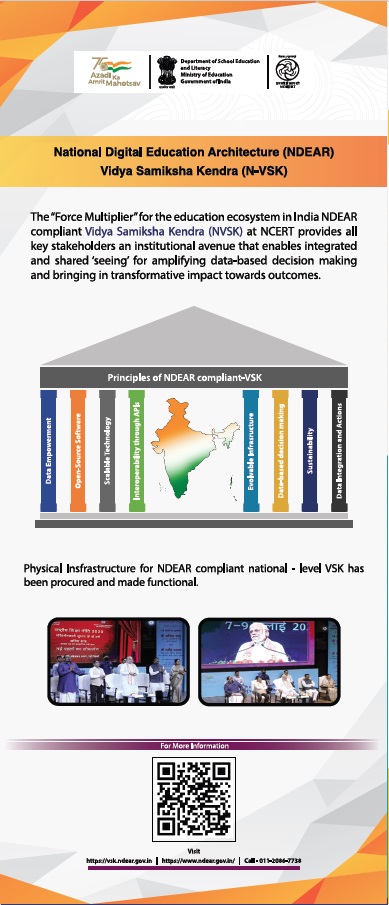 75
Azadi Ka
Amrit Mahotsav
Department of School Education
and Literacy
Ministry of Education
Government of India
National Digital Education Architecture (NDEAR)
Vidya Samiksha Kendra (N-VSK)
The "Force Multiplier" for the education ecosystem in India NDEAR
compliant Vidya Samiksha Kendra (NVSK) at NCERT provides all
key stakeholders an institutional avenue that enables integrated
and shared 'seeing' for amplifying data-based decision making
and bringing in transformative impact towards outcomes.
Principles of NDEAR compliant-VSK
Data Empowerment
Open-Source Software
Scalable Technology
Interoperability through APIs
Evolvable Infrasructure
Data-based decision making
Sustainability
Data Integration and Actions
Physical Insfrastructure for NDEAR compliant national - level VSK has
been procured and made functional.
राष्ट्रीय शिक्षा नीति 2020
7-9 जुलाई 20
For More Information
Visit
https://vsk.ndear.gov.in | https://www.ndear.gov.in/ | Call - 011-2086-7738